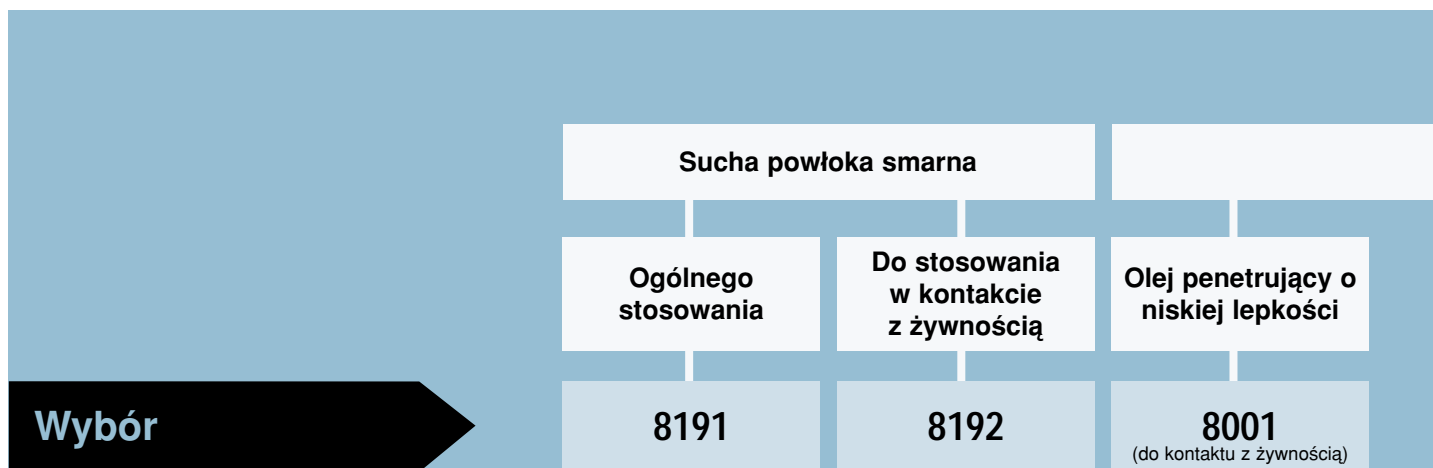 Sucha powłoka smarna
Ogólnego
stosowania
Do stosowania
w kontakcie
z żywnością
Olej penetrujący o
niskiej lepkości
Wybór
8191
8192
8001
(do kontaktu z żywnością)